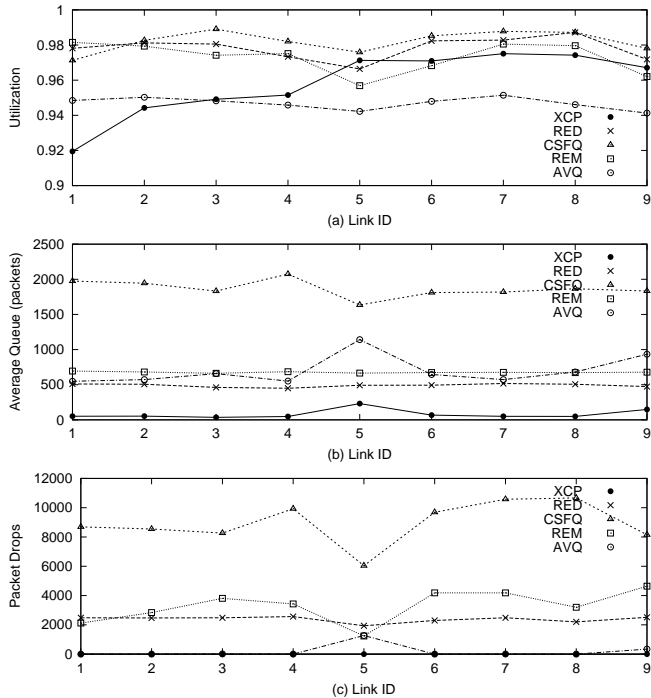 1
0.98
0.96
0.94
0.92
0.9
Utilization
XCP
RED
CSFQ
REM
AVQ
1 2 3 4 5 6 7 8 9
(a) Link ID
2500
2000
1500
1000
500
0
Average Queue (packets)
XCP
RED
CSFQ
REM
AVQ
1 2 3 4 5 6 7 8 9
(b) Link ID
12000
10000
8000
6000
4000
2000
0
Packet Drops
XCP
RED
CSFQ
REM
AVQ
1 2 3 4 5 6 7 8 9
(c) Link ID